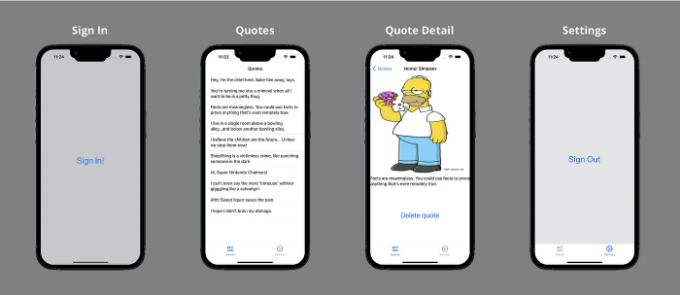 Sign In
Quotes
Quote Detail
Settings
11:24
Sign In!
11:23
Quotes
Hey, I'm the chief here. Bake him away, toys.
You're turning me into a criminal when all I
want to be is a petty thug.
Facts are meaningless. You could use facts to
prove anything that's even remotely true.
I live in a single room above a bowling
alley...and below another bowling alley.
I believe the children are the future... Unless
we stop them now!
Shoplifting is a victimless crime, like punching
someone in the dark.
Hi, Super Nintendo Chalmers!
I can't even say the word 'titmouse' without
giggling like a schoolgirl.
Ahh! Sweet liquor eases the pain.
I hope I didn't brain my damage.
Quotes
Settings
11:24
Quotes
Homer Simpson
Facts are meaningless. You could use facts to prove
anything that's even remotely true.
Delete quote
Quotes
Settings
11:24
Sign Out
Quotes
Settings